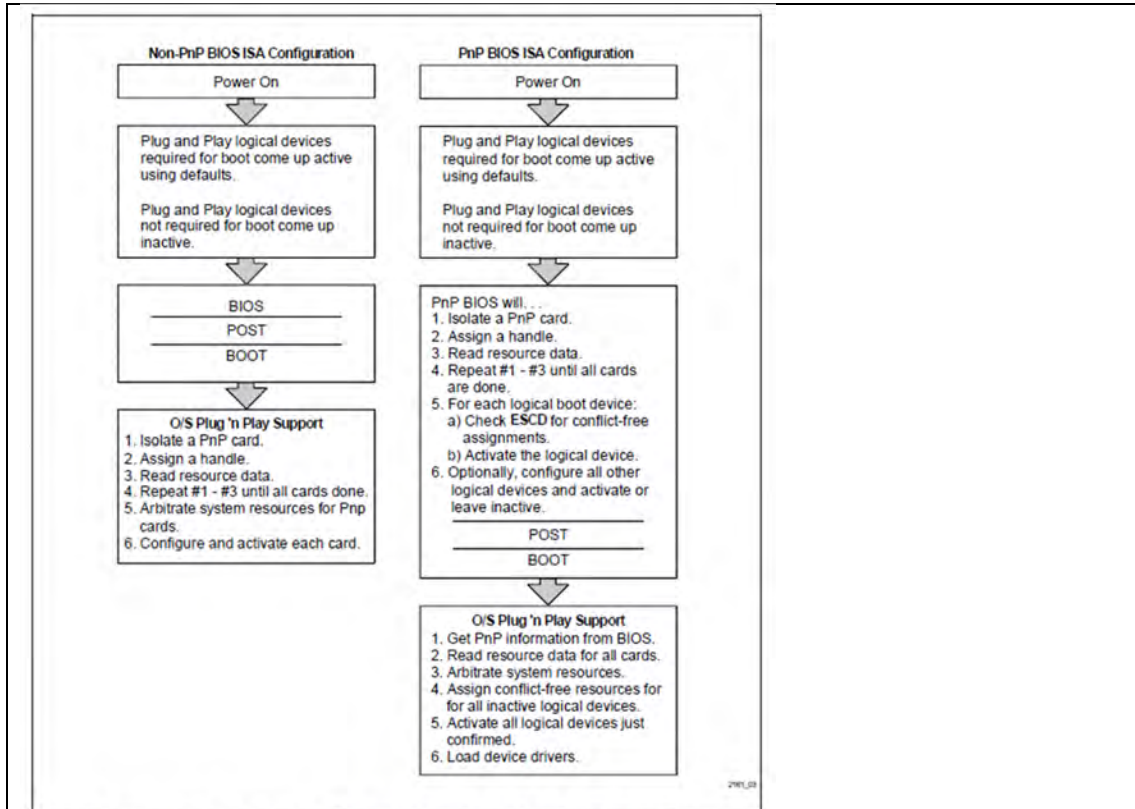 Non-PnP BIOS ISA Configuration
Power On
Plug and Play logical devices
required for boot come up active
using defaults.
Plug and Play logical devices
not required for boot come up
inactive.
BIOS
POST
BOOT
O/S Plug 'n Play Support
1. Isolate a PnP card.
2. Assign a handle.
3. Read resource data.
4. Repeat #1 - #3 until all cards done.
5. Arbitrate system resources for Pnp
cards.
6. Configure and activate each card.
PnP BIOS ISA Configuration
Power On
Plug and Play logical devices
required for boot come up active
using defaults.
Plug and Play logical devices
not required for boot come up
inactive.
PnP BIOS will. . .
1. Isolate a PnP card.
2. Assign a handle.
3. Read resource data.
4. Repeat #1 - #3 until all cards
are done.
5. For each logical boot device:
a) Check ESCD for conflict-free
assignments.
b) Activate the logical device.
6. Optionally, configure all other
logical devices and activate or
leave inactive.
POST
BOOT
O/S Plug 'n Play Support
1. Get PnP information from BIOS.
2. Read resource data for all cards.
3. Arbitrate system resources.
4. Assign conflict-free resources for
for all inactive logical devices.
5. Activate all logical devices just
confirmed.
6. Load device drivers.